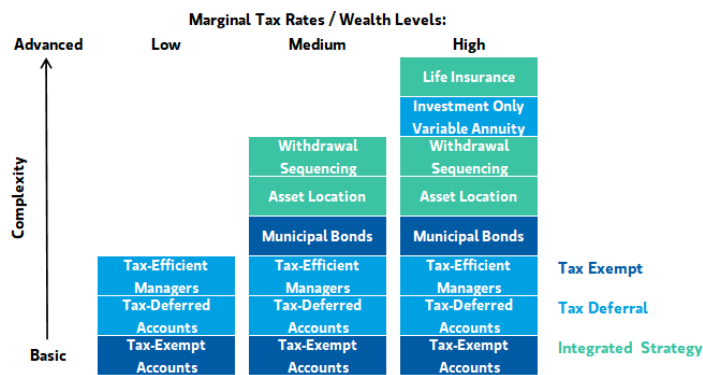 Marginal Tax Rates / Wealth Levels:
Advanced Low Medium High
Life Insurance
Investment Only
Variable Annuity
Withdrawal Withdrawal
Sequencing Sequencing
Asset Location Asset Location
Complexity
Municipal Bonds Municipal Bonds
Tax-Efficient Tax-Efficient Tax-Efficient Tax Exempt
Managers Managers Managers
Tax-Deferred Tax-Deferred Tax-Deferred Tax Deferral
Accounts Accounts Accounts
Basic Tax-Exempt Tax-Exempt Tax-Exempt Integrated Strategy
Accounts Accounts Accounts